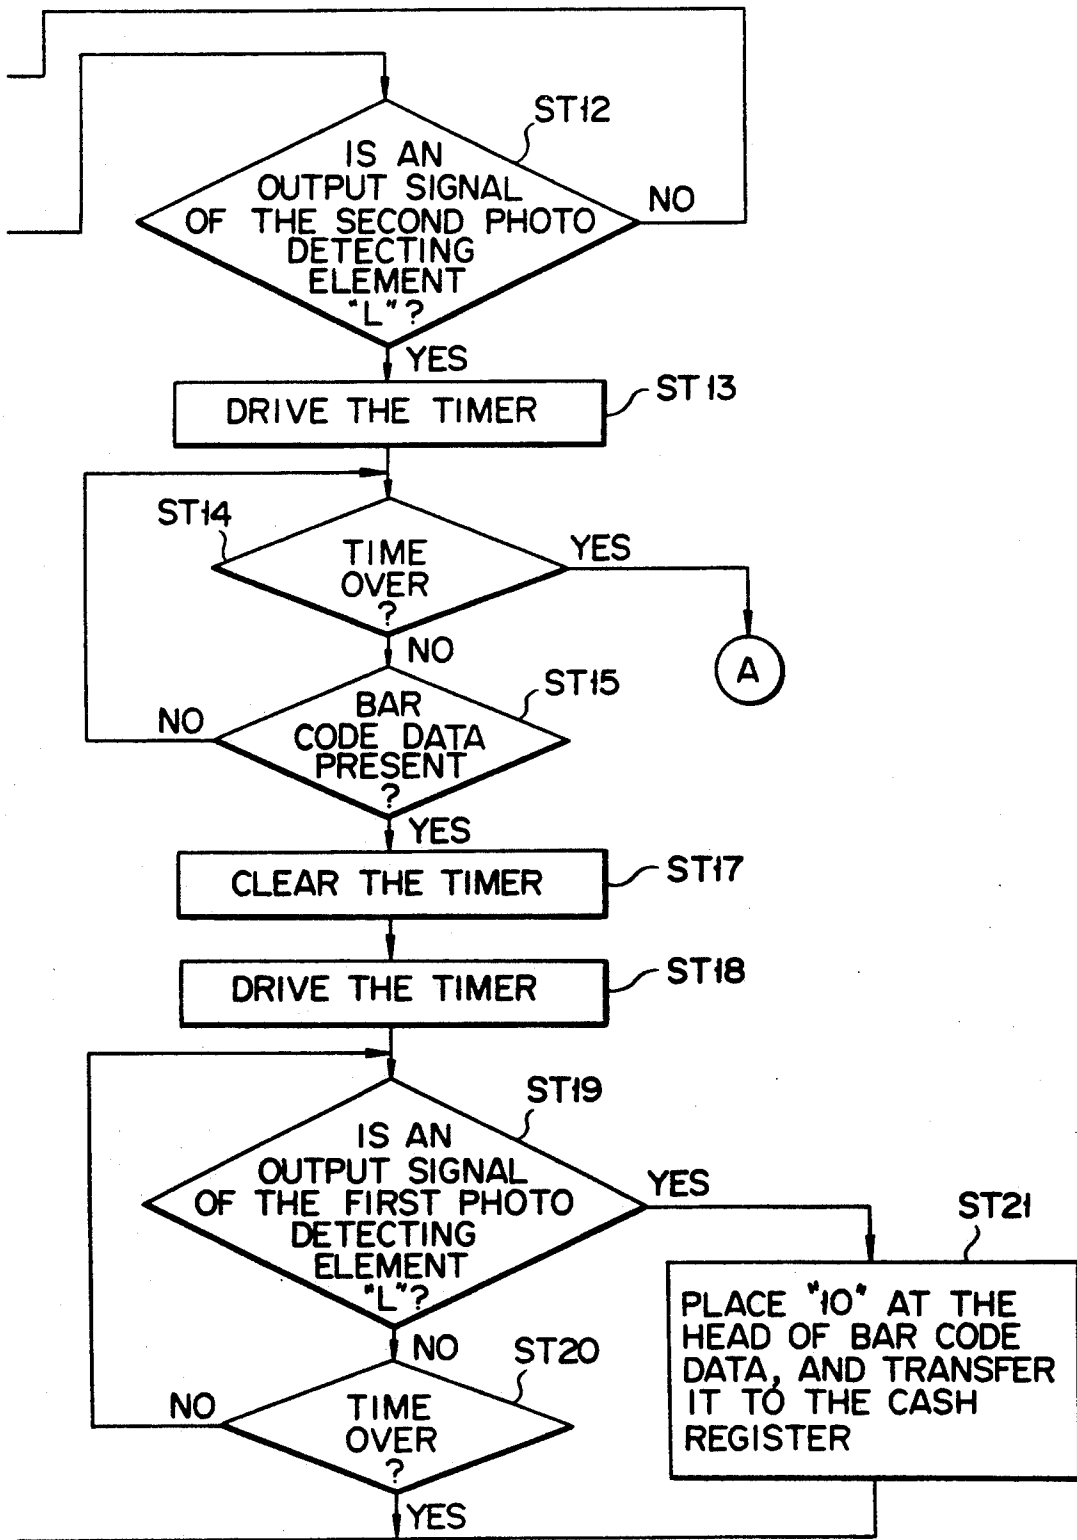 ST12
IS AN
OUTPUT SIGNAL
OF THE SECOND PHOTO
DETECTING
ELEMENT
"L"?
NO
YES
DRIVE THE TIMER
ST13
ST14
TIME
OVER
?
YES
A
NO
ST15
BAR
CODE DATA
PRESENT
?
NO
YES
CLEAR THE TIMER
ST17
DRIVE THE TIMER
ST18
ST19
IS AN
OUTPUT SIGNAL
OF THE FIRST PHOTO
DETECTING
ELEMENT
"L"?
YES
ST21
PLACE "10" AT THE
HEAD OF BAR CODE
DATA, AND TRANSFER
IT TO THE CASH
REGISTER
NO
ST20
TIME
OVER
?
NO
YES